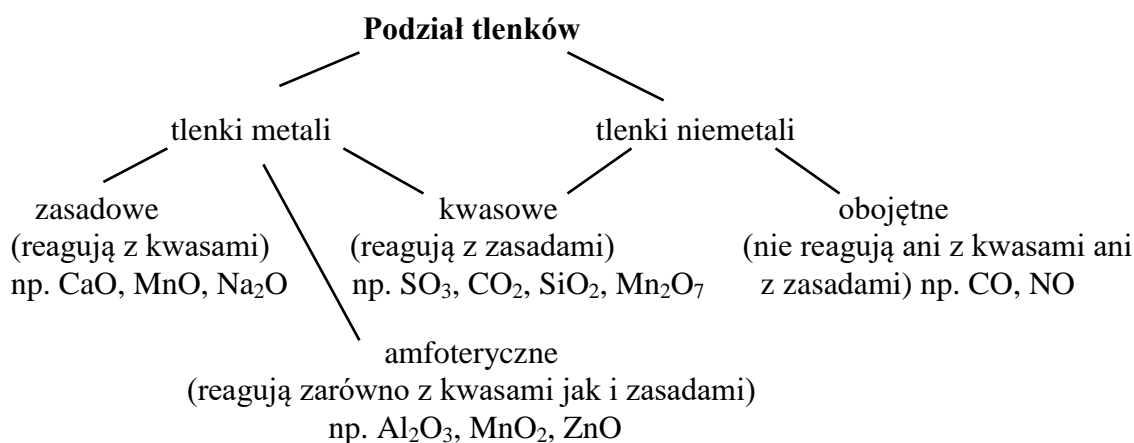 Podział tlenków
tlenki metali
tlenki niemetali
zasadowe
(reagują z kwasami)
np. CaO, MnO, Na₂O
kwasowe
(reagują z zasadami)
np. SO₃, CO₂, SiO₂, Mn₂O₇
obojętne
(nie reagują ani z kwasami ani
z zasadami) np. CO, NO
amfoteryczne
(reagują zarówno z kwasami jak i zasadami)
np. Al₂O₃, MnO₂, ZnO